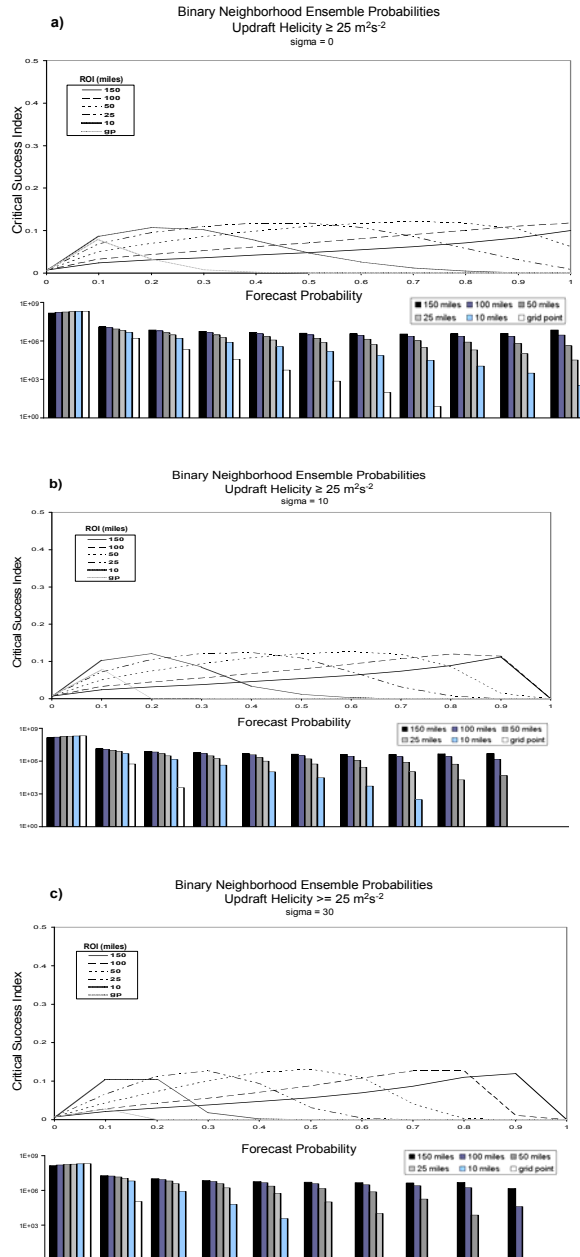 a)
Binary Neighborhood Ensemble Probabilities
Updraft Helicity ≥ 25 m²s⁻²
sigma = 0
0.5
0.4
0.3
0.2
0.1
0
Critical Success Index
ROI (miles)
150
100
50
25
10
gp
0 0.1 0.2 0.3 0.4 0.5 0.6 0.7 0.8 0.9 1
Forecast Probability
150 miles 100 miles 50 miles
25 miles 10 miles grid point
1E+09
1E+06
1E+03
1E+00
b)
Binary Neighborhood Ensemble Probabilities
Updraft Helicity ≥ 25 m²s⁻²
sigma = 10
0.5
0.4
0.3
0.2
0.1
0
Critical Success Index
ROI (miles)
150
100
50
25
10
gp
0 0.1 0.2 0.3 0.4 0.5 0.6 0.7 0.8 0.9 1
Forecast Probability
150 miles 100 miles 50 miles
25 miles 10 miles grid point
1E+09
1E+06
1E+03
1E+00
c)
Binary Neighborhood Ensemble Probabilities
Updraft Helicity >= 25 m²s⁻²
sigma = 30
0.5
0.4
0.3
0.2
0.1
0
Critical Success Index
ROI (miles)
150
100
50
25
10
gp
0 0.1 0.2 0.3 0.4 0.5 0.6 0.7 0.8 0.9 1
Forecast Probability
150 miles 100 miles 50 miles
25 miles 10 miles grid point
1E+09
1E+06
1E+03